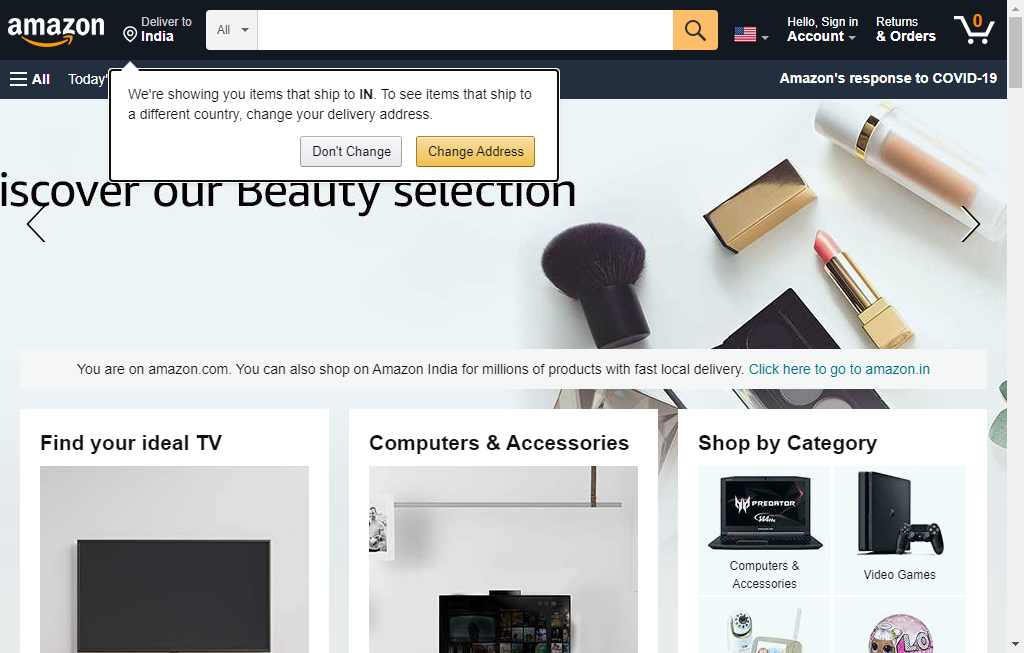 amazon
Deliver to
India
All
Hello, Sign in
Account
Returns
& Orders
0
All
Today'
Amazon's response to COVID-19
We're showing you items that ship to IN. To see items that ship to
a different country, change your delivery address.
Don't Change
Change Address
iscover our Beauty selection
You are on amazon.com. You can also shop on Amazon India for millions of products with fast local delivery. Click here to go to amazon.in
Find your ideal TV
Computers & Accessories
Shop by Category
PREDATOR
Computers &
Accessories
Video Games